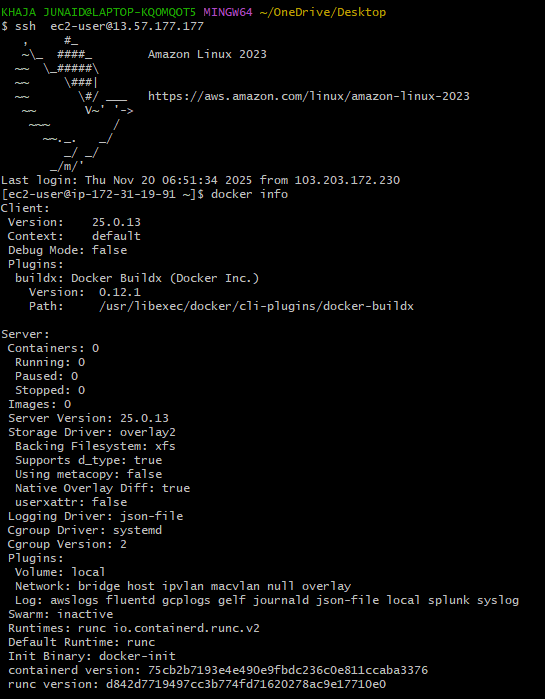 KHAJA JUNAID@LAPTOP-KQOMQOT5 MINGW64 ~/OneDrive/Desktop
$ ssh  ec2-user@13.57.177.177
   ,     #_
   ~\_  ####_        Amazon Linux 2023
  ~~  \_#####\
  ~~     \###|
  ~~       \#/ ___   https://aws.amazon.com/linux/amazon-linux-2023
   ~~       V~' '->
    ~~~         /
      ~~._.   _/
         _/ _/
       _/m/'
Last login: Thu Nov 20 06:51:34 2025 from 103.203.172.230
[ec2-user@ip-172-31-19-91 ~]$ docker info
Client:
 Version:    25.0.13
 Context:    default
 Debug Mode: false
 Plugins:
  buildx: Docker Buildx (Docker Inc.)
    Version:  0.12.1
    Path:     /usr/libexec/docker/cli-plugins/docker-buildx

Server:
 Containers: 0
  Running: 0
  Paused: 0
  Stopped: 0
 Images: 0
 Server Version: 25.0.13
 Storage Driver: overlay2
  Backing Filesystem: xfs
  Supports d_type: true
  Using metacopy: false
  Native Overlay Diff: true
  userxattr: false
 Logging Driver: json-file
 Cgroup Driver: systemd
 Cgroup Version: 2
 Plugins:
  Volume: local
  Network: bridge host ipvlan macvlan null overlay
  Log: awslogs fluentd gcplogs gelf journald json-file local splunk syslog
 Swarm: inactive
 Runtimes: runc io.containerd.runc.v2
 Default Runtime: runc
 Init Binary: docker-init
 containerd version: 75cb2b7193e4e490e9fbdc236c0e811ccaba3376
 runc version: d842d7719497cc3b774fd71620278ac9e17710e0